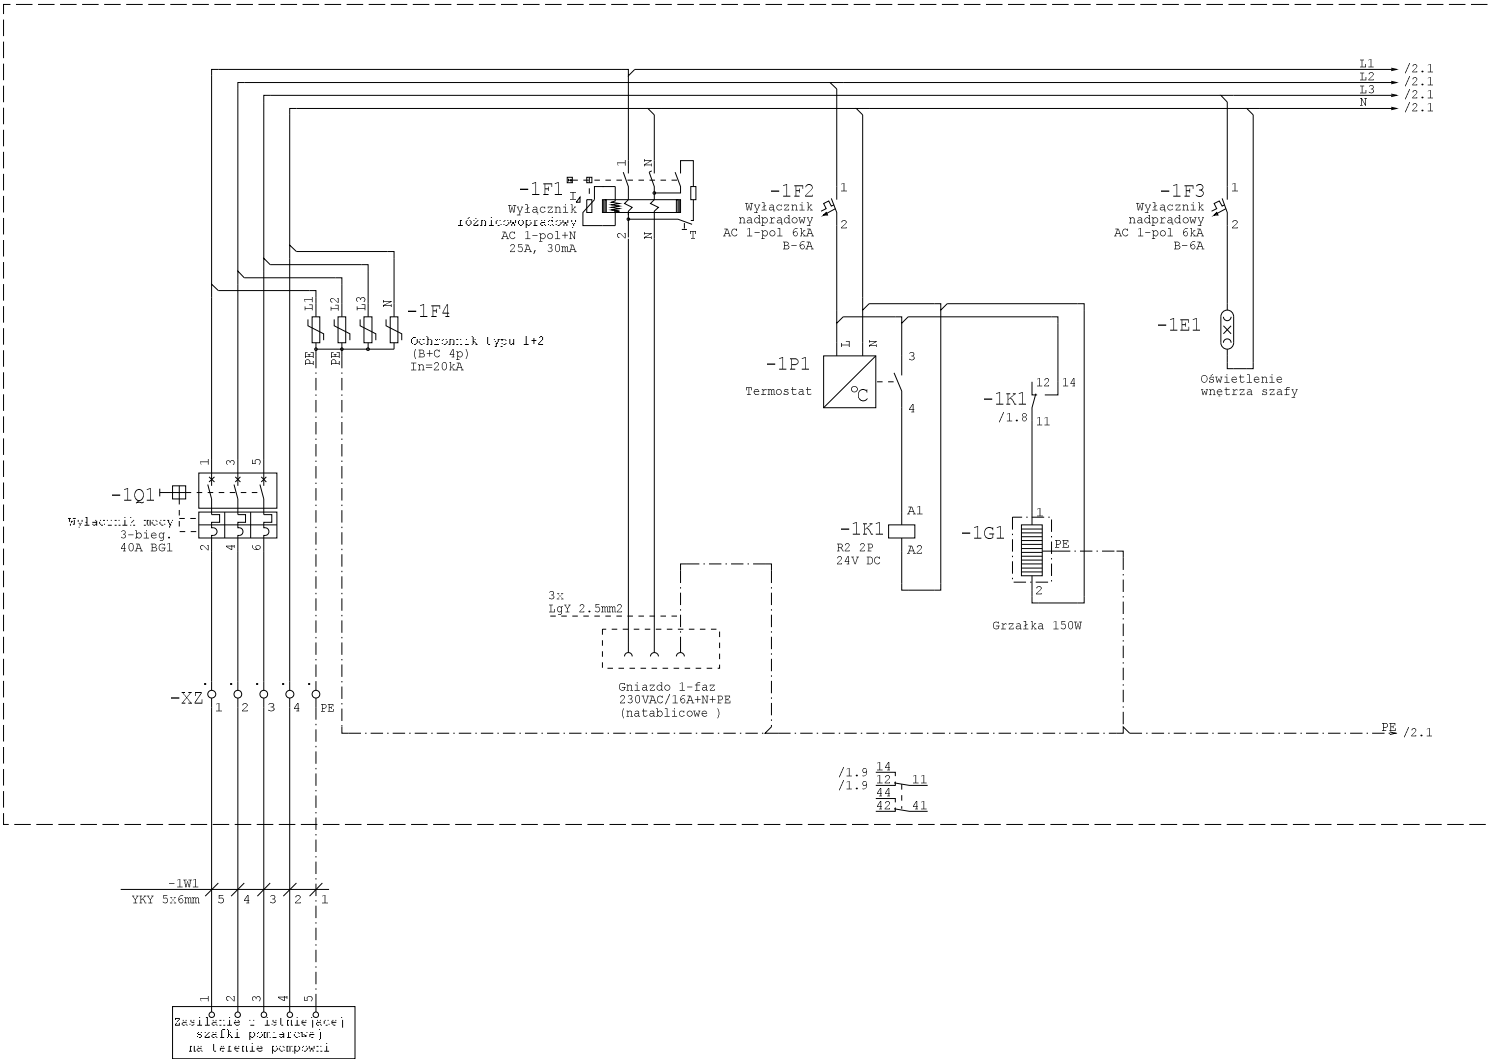 L1 /2.1
L2 /2.1
L3 /2.1
N /2.1
1 N
-1F1
Wyłącznik
różnicowoprądowy
AC 1-pol+N
25A, 30mA
I
T
2 N
-1F2
Wyłącznik
nadprądowy
AC 1-pol 6kA
B-6A
1
2
-1F3
Wyłącznik
nadprądowy
AC 1-pol 6kA
B-6A
1
2
L1 L2 L3 N
-1F4
Ochronnik typu 1+2
(B+C 4p)
In=20kA
PE PE
-1P1
Termostat
L N
°C
3
4
-1K1
/1.8
12 14
11
-1E1
Oświetlenie
wnętrza szafy
1 3 5
-1Q1
Wyłącznik mocy
3-bieg.
40A BG1
2 4 6
-1K1
R2 2P
24V DC
A1
A2
-1G1
1
PE
2
Grzałka 150W
3x
LgY 2.5mm2
Gniazdo 1-faz
230VAC/16A+N+PE
(natablicowe )
-XZ
1 2 3 4 PE
PE /2.1
/1.9 14
/1.9 12 11
44
42 41
-1W1
YKY 5x6mm
5 4 3 2 1
1 2 3 4 5
Zasilanie z istniejącej
szafki pomiarowej
na terenie pompowni